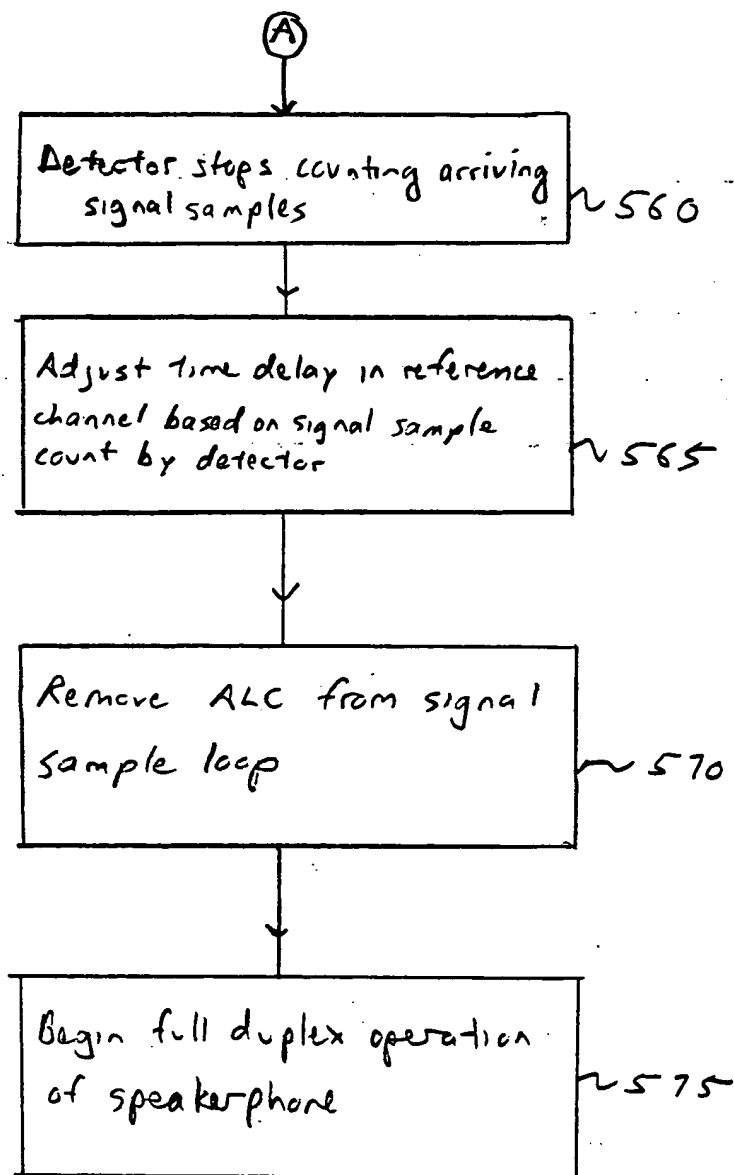 A
Detector stops counting arriving
signal samples
560
Adjust time delay in reference
channel based on signal sample
count by detector
565
Remove ALC from signal
sample loop
570
Begin full duplex operation
of speakerphone
575